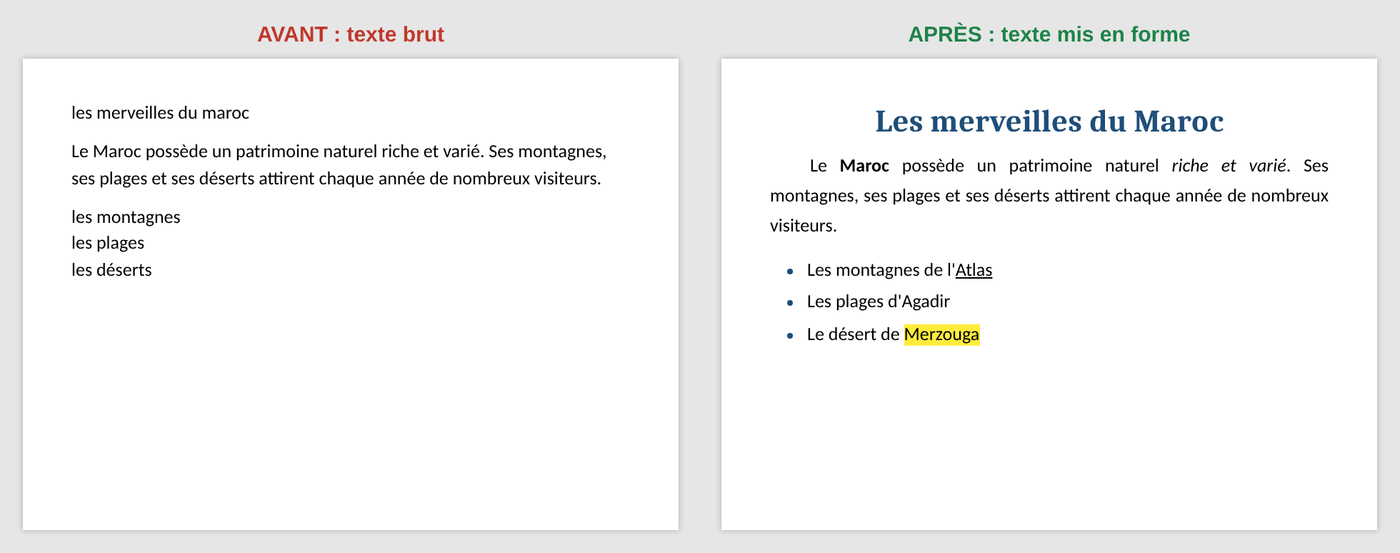 AVANT : texte brut
les merveilles du maroc
Le Maroc possède un patrimoine naturel riche et varié. Ses montagnes,
ses plages et ses déserts attirent chaque année de nombreux visiteurs.
les montagnes
les plages
les déserts
APRÈS : texte mis en forme
Les merveilles du Maroc
Le Maroc possède un patrimoine naturel riche et varié. Ses
montagnes, ses plages et ses déserts attirent chaque année de nombreux
visiteurs.
• Les montagnes de l'Atlas
• Les plages d'Agadir
• Le désert de Merzouga